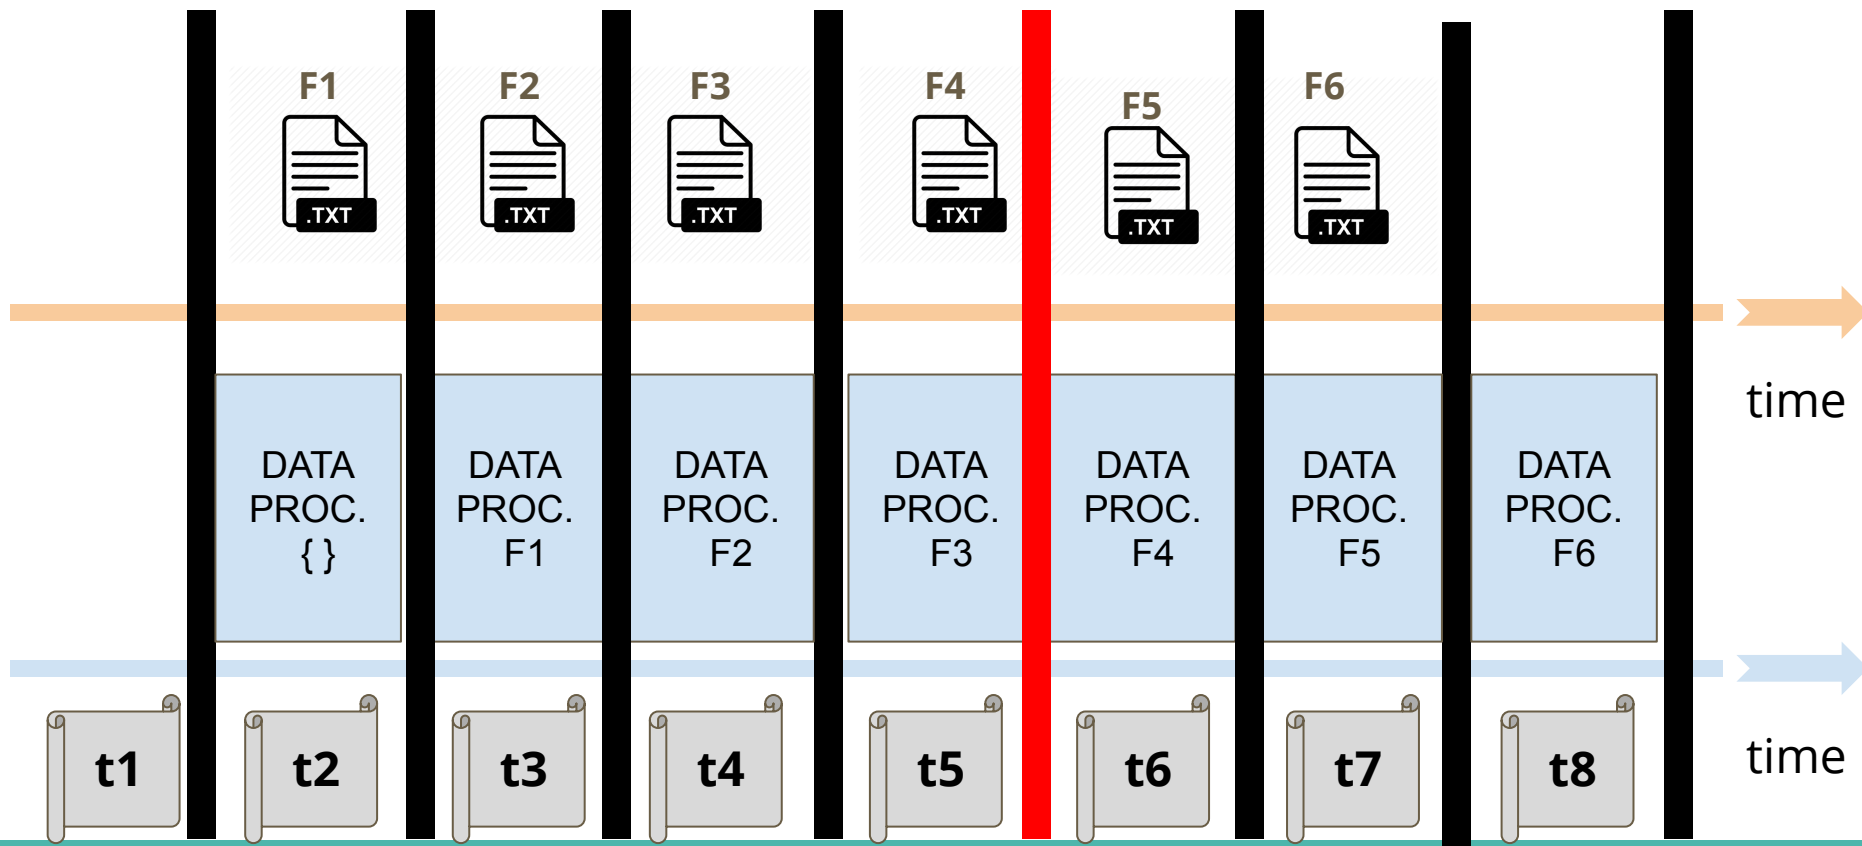 F1
F2
F3
F4
F5
F6
.TXT
.TXT
.TXT
.TXT
.TXT
.TXT
time
DATA
PROC.
{ }
DATA
PROC.
F1
DATA
PROC.
F2
DATA
PROC.
F3
DATA
PROC.
F4
DATA
PROC.
F5
DATA
PROC.
F6
t1
t2
t3
t4
t5
t6
t7
t8
time